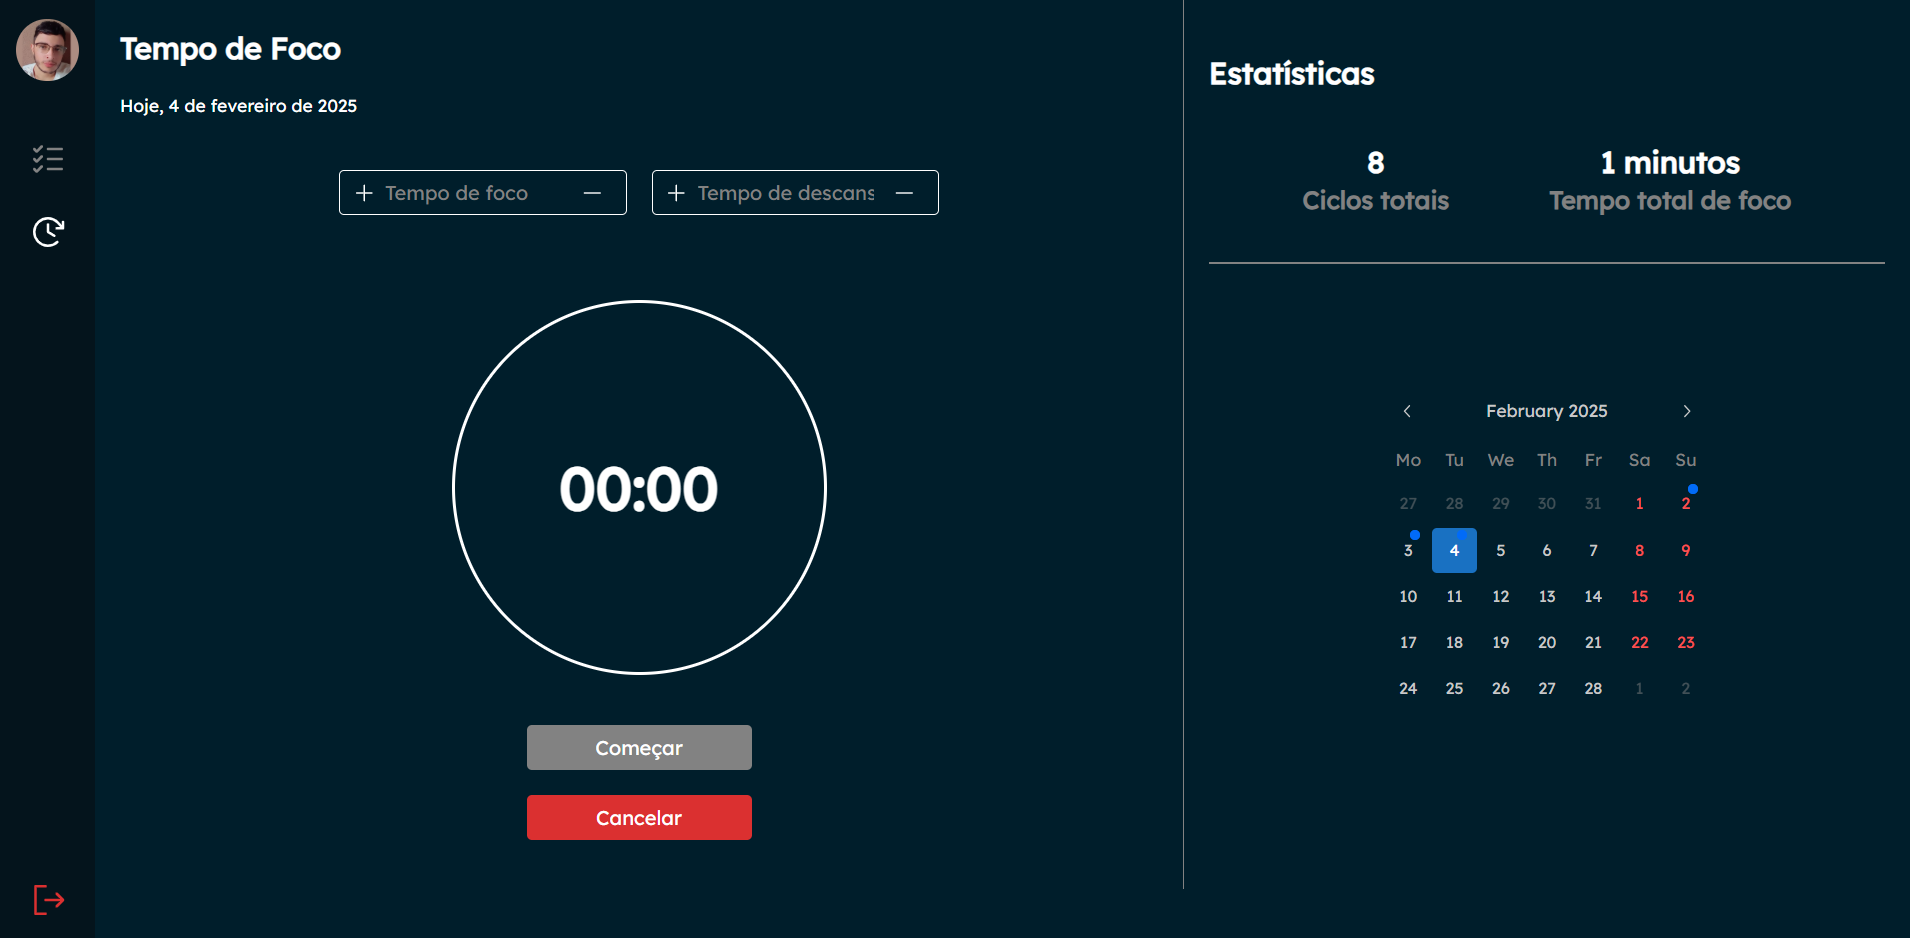 Tempo de Foco
Hoje, 4 de fevereiro de 2025
Tempo de foco
Tempo de descans
00:00
Começar
Cancelar
Estatísticas
8
Ciclos totais
1 minutos
Tempo total de foco
February 2025
Mo Tu We Th Fr Sa Su
27 28 29 30 31 1 2
3 4 5 6 7 8 9
10 11 12 13 14 15 16
17 18 19 20 21 22 23
24 25 26 27 28 1 2